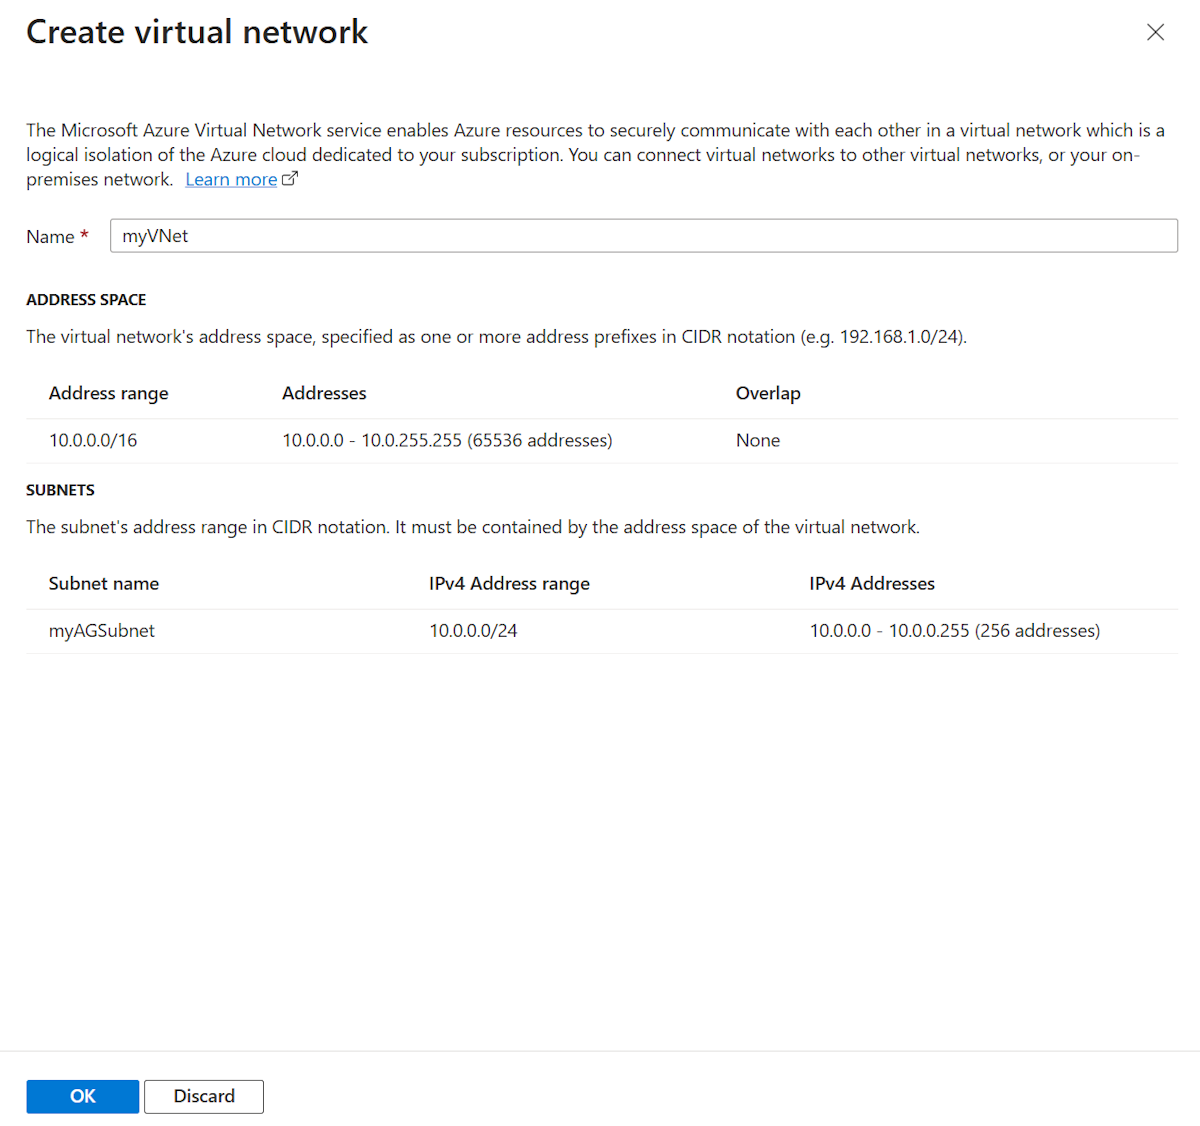 Create virtual network
The Microsoft Azure Virtual Network service enables Azure resources to securely communicate with each other in a virtual network which is a
logical isolation of the Azure cloud dedicated to your subscription. You can connect virtual networks to other virtual networks, or your on-
premises network. Learn more
Name * myVNet
ADDRESS SPACE
The virtual network's address space, specified as one or more address prefixes in CIDR notation (e.g. 192.168.1.0/24).
Address range Addresses Overlap
10.0.0.0/16 10.0.0.0 - 10.0.255.255 (65536 addresses) None
SUBNETS
The subnet's address range in CIDR notation. It must be contained by the address space of the virtual network.
Subnet name IPv4 Address range IPv4 Addresses
myAGSubnet 10.0.0.0/24 10.0.0.0 - 10.0.0.255 (256 addresses)
OK Discard